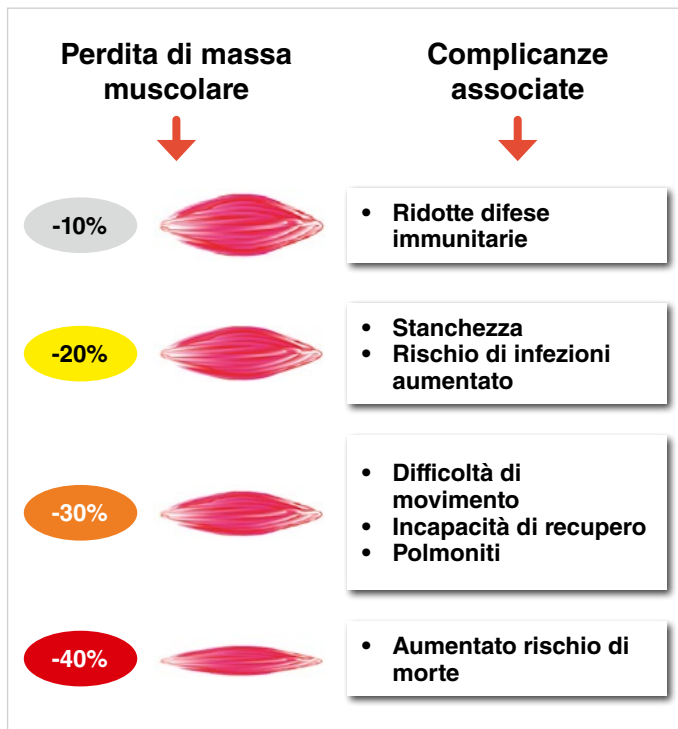 Perdita di massa
muscolare
Complicanze
associate
-10%
• Ridotte difese
immunitarie
-20%
• Stanchezza
• Rischio di infezioni
aumentato
-30%
• Difficoltà di
movimento
• Incapacità di recupero
• Polmoniti
-40%
• Aumentato rischio di
morte